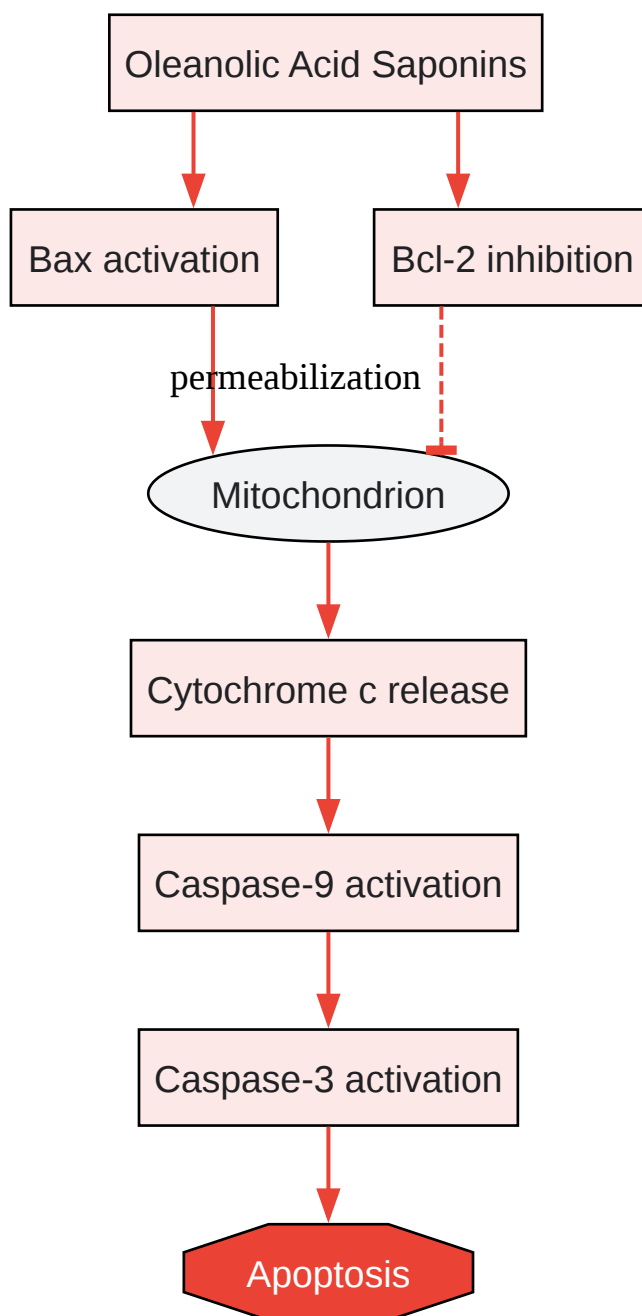 Oleanolic Acid Saponins
Bax activation
Bcl-2 inhibition
permeabilization
Mitochondrion
Cytochrome c release
Caspase-9 activation
Caspase-3 activation
Apoptosis